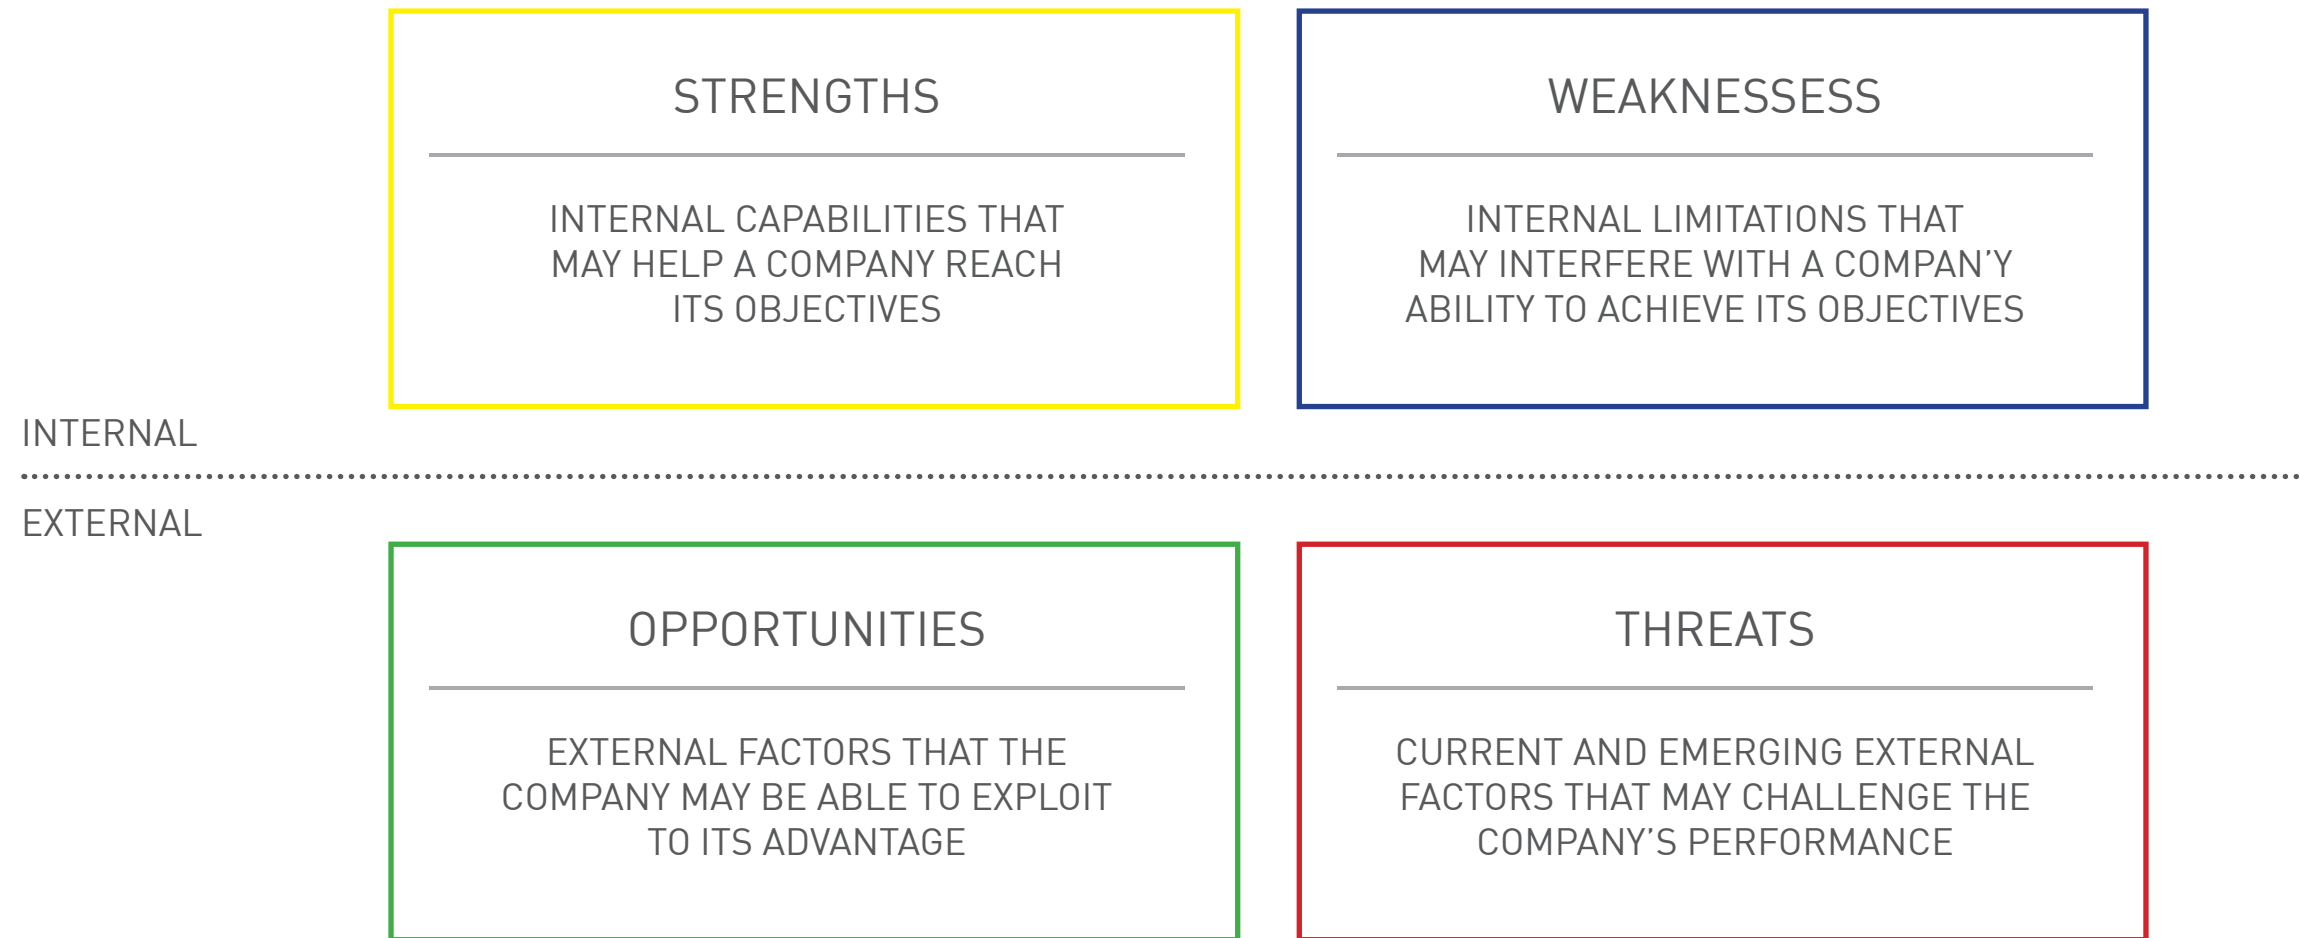 STRENGTHS
INTERNAL CAPABILITIES THAT
MAY HELP A COMPANY REACH
ITS OBJECTIVES
WEAKNESSESS
INTERNAL LIMITATIONS THAT
MAY INTERFERE WITH A COMPAN’Y
ABILITY TO ACHIEVE ITS OBJECTIVES
INTERNAL
EXTERNAL
OPPORTUNITIES
EXTERNAL FACTORS THAT THE
COMPANY MAY BE ABLE TO EXPLOIT
TO ITS ADVANTAGE
THREATS
CURRENT AND EMERGING EXTERNAL
FACTORS THAT MAY CHALLENGE THE
COMPANY’S PERFORMANCE